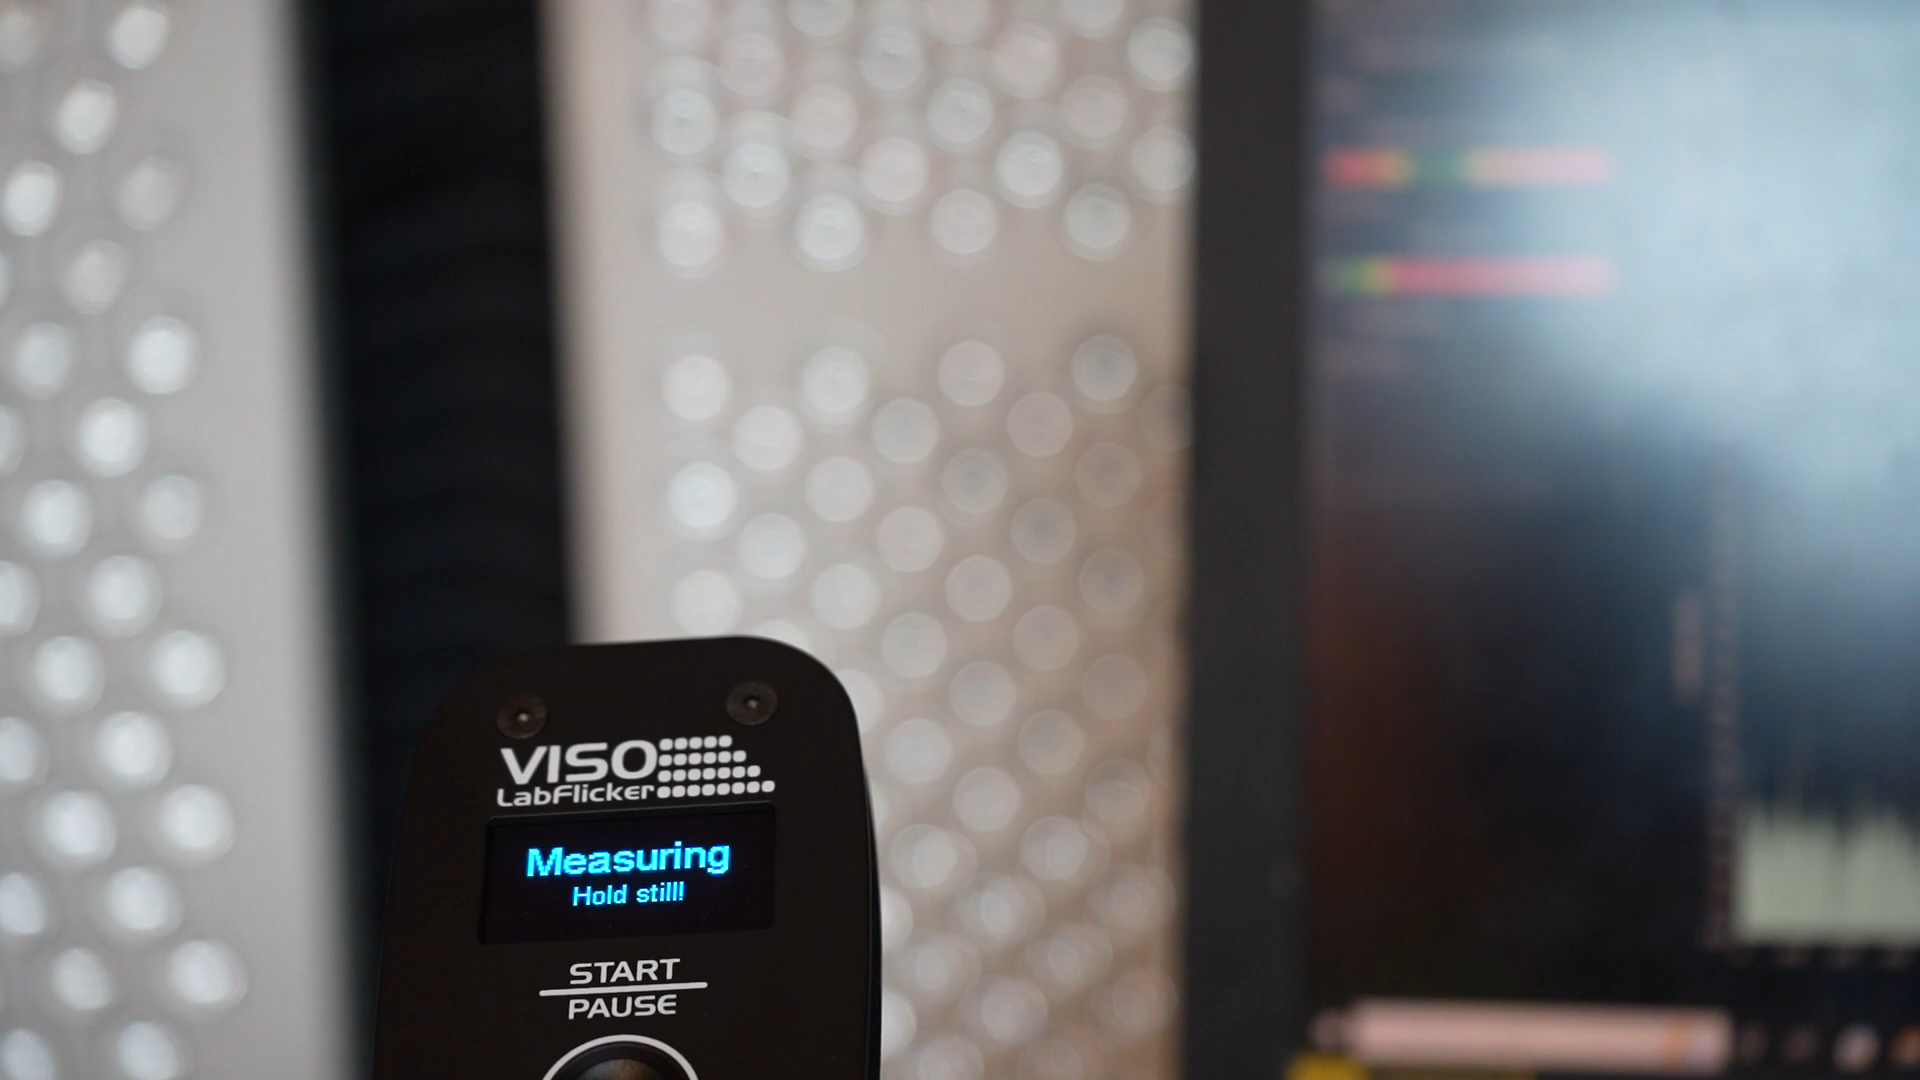 VISO
LabFlicker
Measuring
Hold still!
START
PAUSE